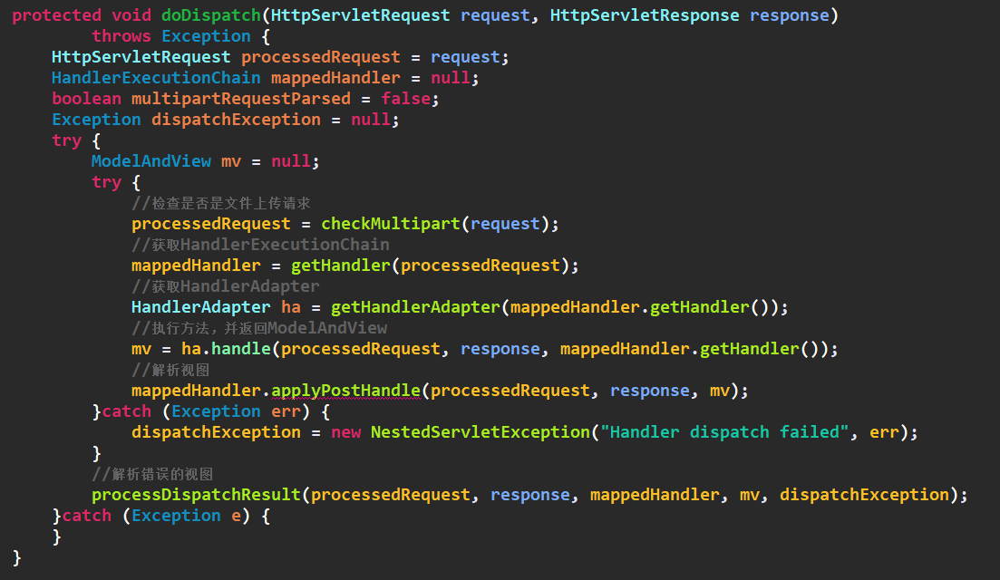 protected void doDispatch(HttpServletRequest request, HttpServletResponse response)
        throws Exception {
    HttpServletRequest processedRequest = request;
    HandlerExecutionChain mappedHandler = null;
    boolean multipartRequestParsed = false;
    Exception dispatchException = null;
    try {
        ModelAndView mv = null;
        try {
            //检查是否是文件上传请求
            processedRequest = checkMultipart(request);
            //获取HandlerExecutionChain
            mappedHandler = getHandler(processedRequest);
            //获取HandlerAdapter
            HandlerAdapter ha = getHandlerAdapter(mappedHandler.getHandler());
            //执行方法，并返回ModelAndView
            mv = ha.handle(processedRequest, response, mappedHandler.getHandler());
            //解析视图
            mappedHandler.applyPostHandle(processedRequest, response, mv);
        }catch (Exception err) {
            dispatchException = new NestedServletException("Handler dispatch failed", err);
        }
        //解析错误的视图
        processDispatchResult(processedRequest, response, mappedHandler, mv, dispatchException);
    }catch (Exception e) {
    }
}